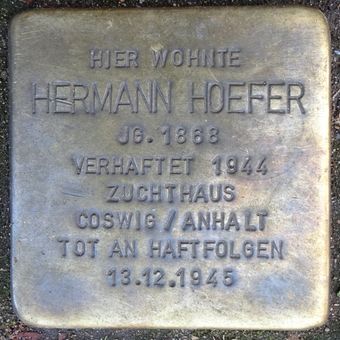 HIER WOHNTE
HERMANN HOEFER
JG. 1868
VERHAFTET 1944
ZUCHTHAUS
COSWIG / ANHALT
TOT AN HAFTFOLGEN
13.12.1945